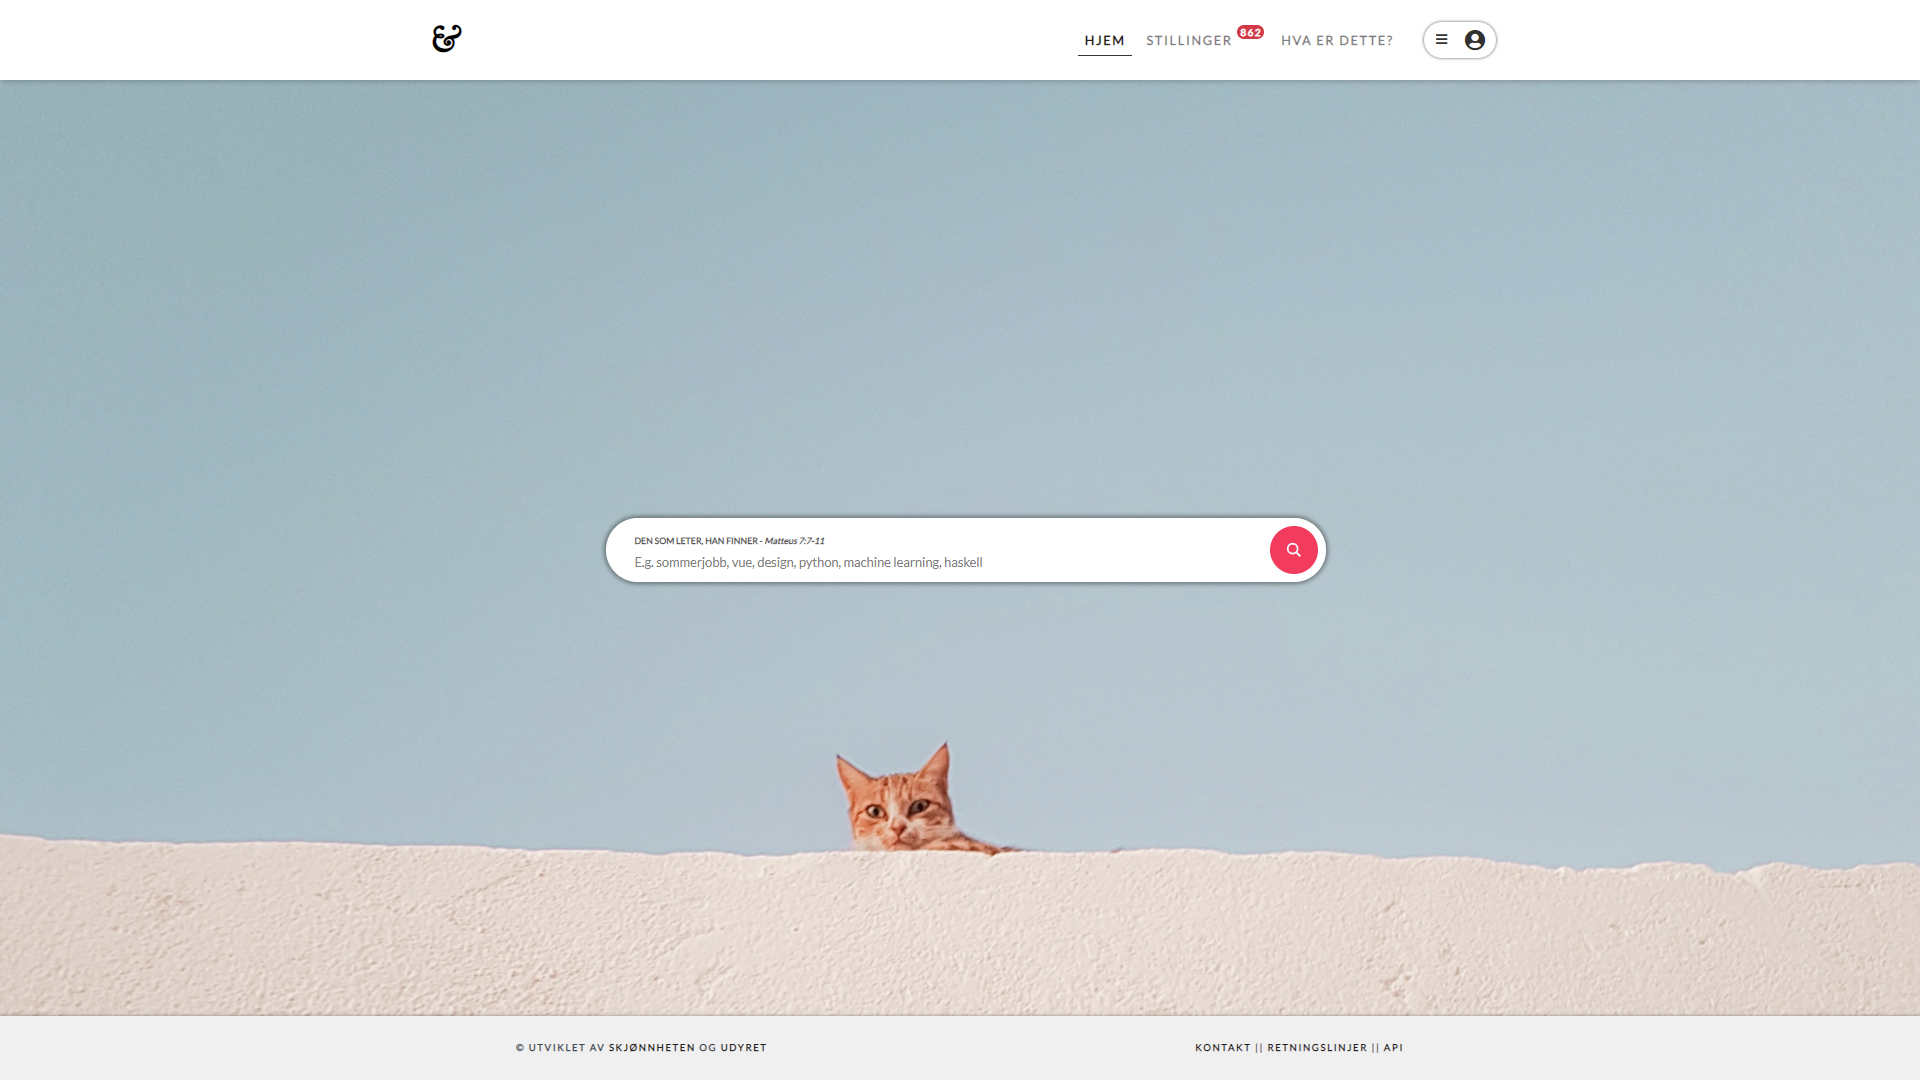 &
HJEM STILLINGER 862 HVA ER DETTE?
DEN SOM LETER, HAN FINNER - Matteus 7:7-11
E.g. sommerjobb, vue, design, python, machine learning, haskell
© UTVIKLET AV SKJØNNHETEN OG UDYRET
KONTAKT || RETNINGSLINJER || API